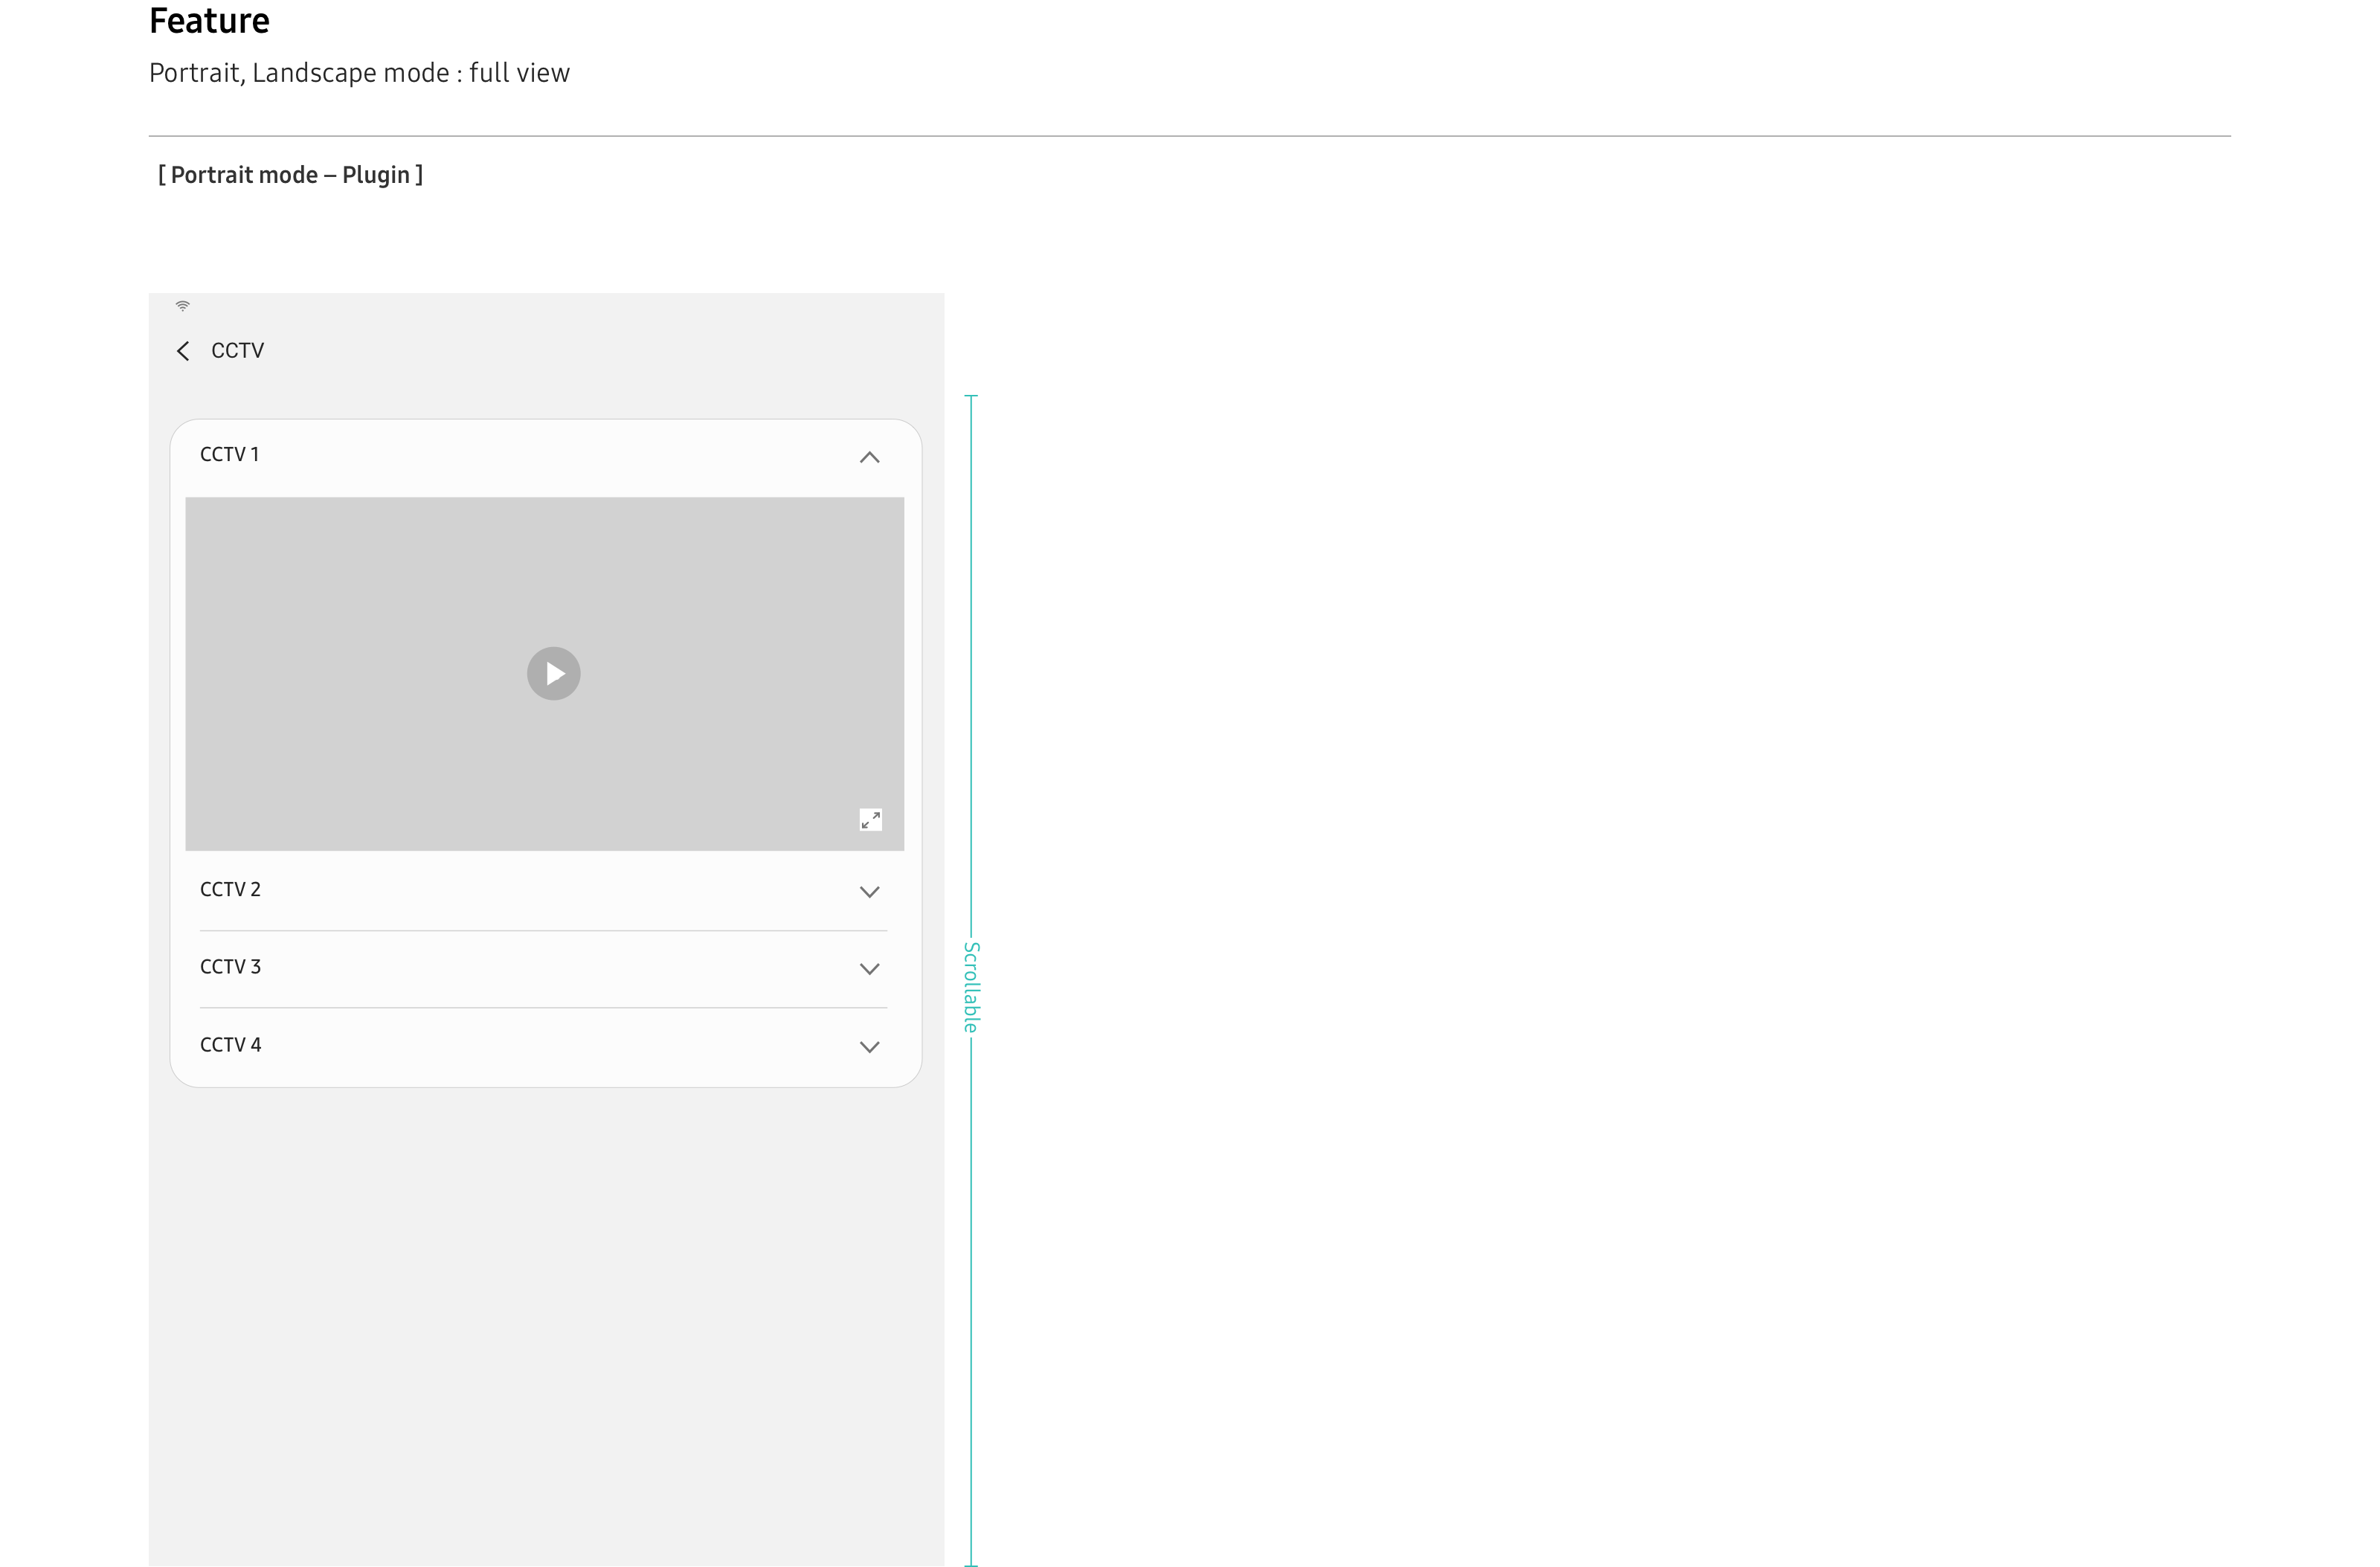 Feature
Portrait, Landscape mode : full view
[ Portrait mode – Plugin ]
CCTV
CCTV 1
CCTV 2
Scrollable
CCTV 3
CCTV 4